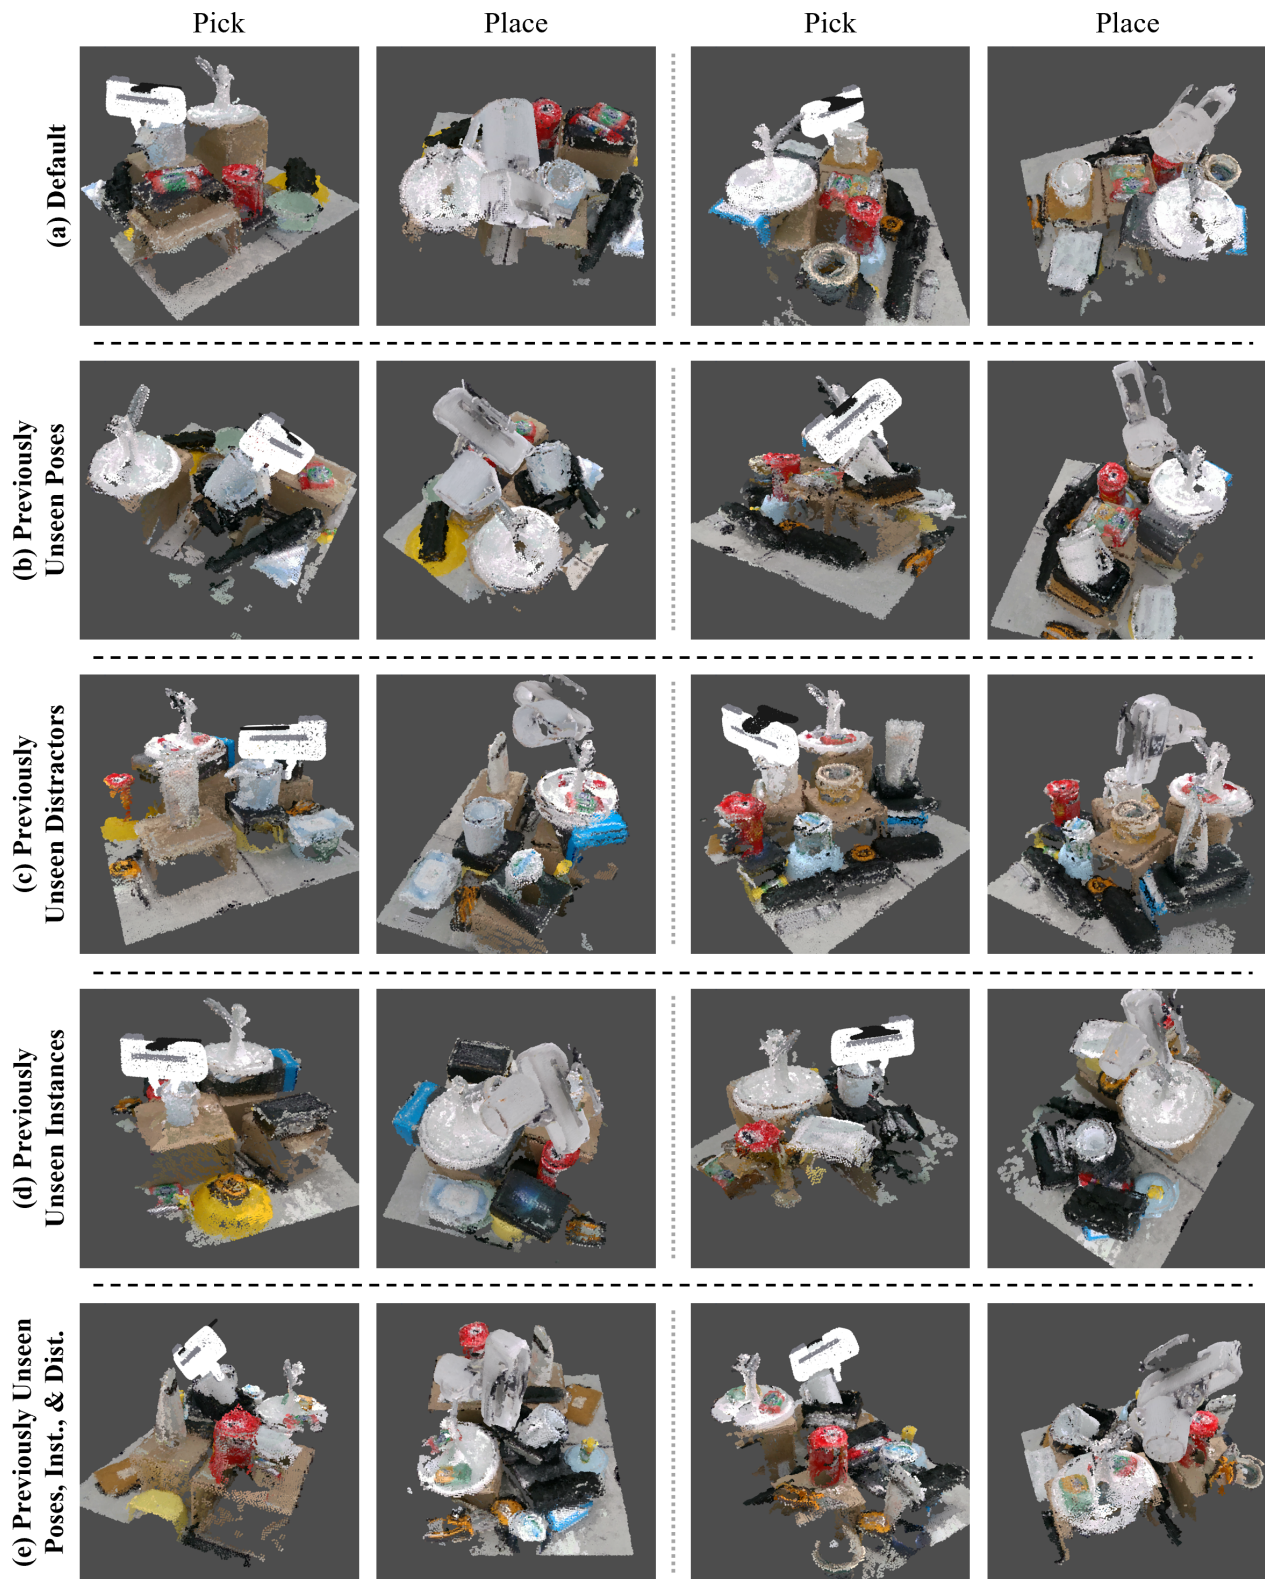 Pick
Place
Pick
Place
(a) Default
(b) Previously
Unseen Poses
(c) Previously
Unseen Distractors
(d) Previously
Unseen Instances
(e) Previously Unseen
Poses, Inst., & Dist.